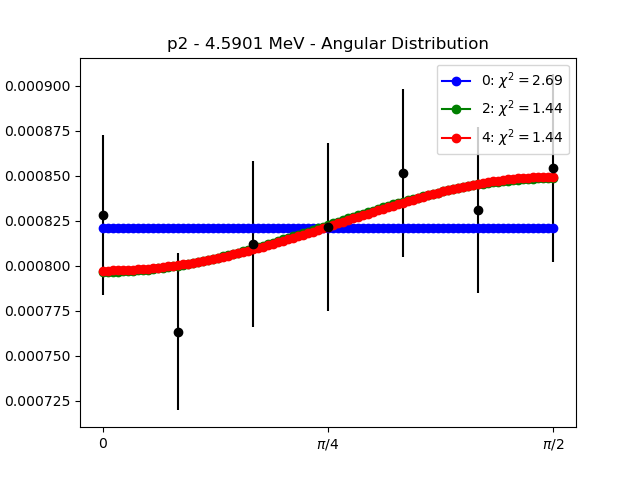 p2 - 4.5901 MeV - Angular Distribution
0.000900
0.000875
0.000850
0.000825
0.000800
0.000775
0.000750
0.000725
0: χ² = 2.69
2: χ² = 1.44
4: χ² = 1.44
0
π/4
π/2